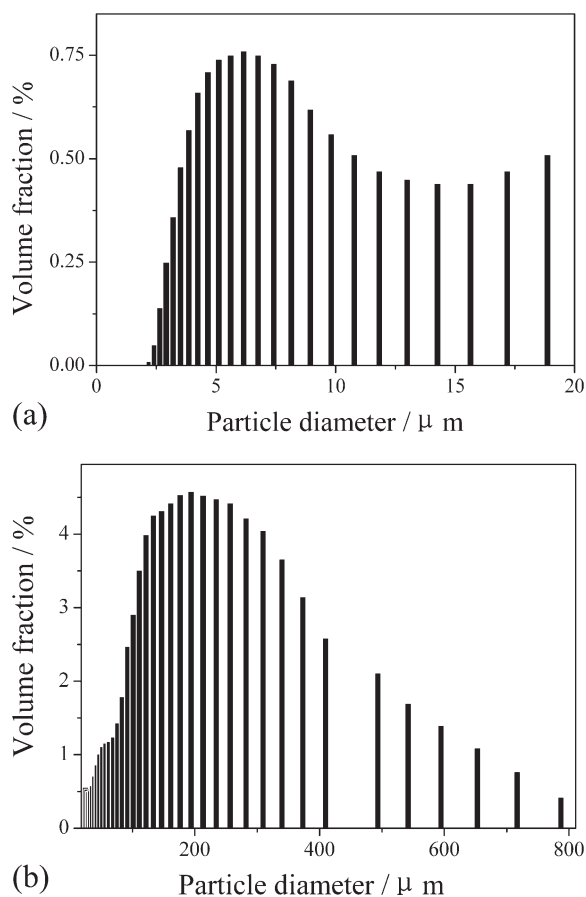 0.75
0.50
0.25
0.00
Volume fraction / %
0 5 10 15 20
(a)
Particle diameter / μ m
4
3
2
1
0
Volume fraction / %
200 400 600 800
(b)
Particle diameter / μ m